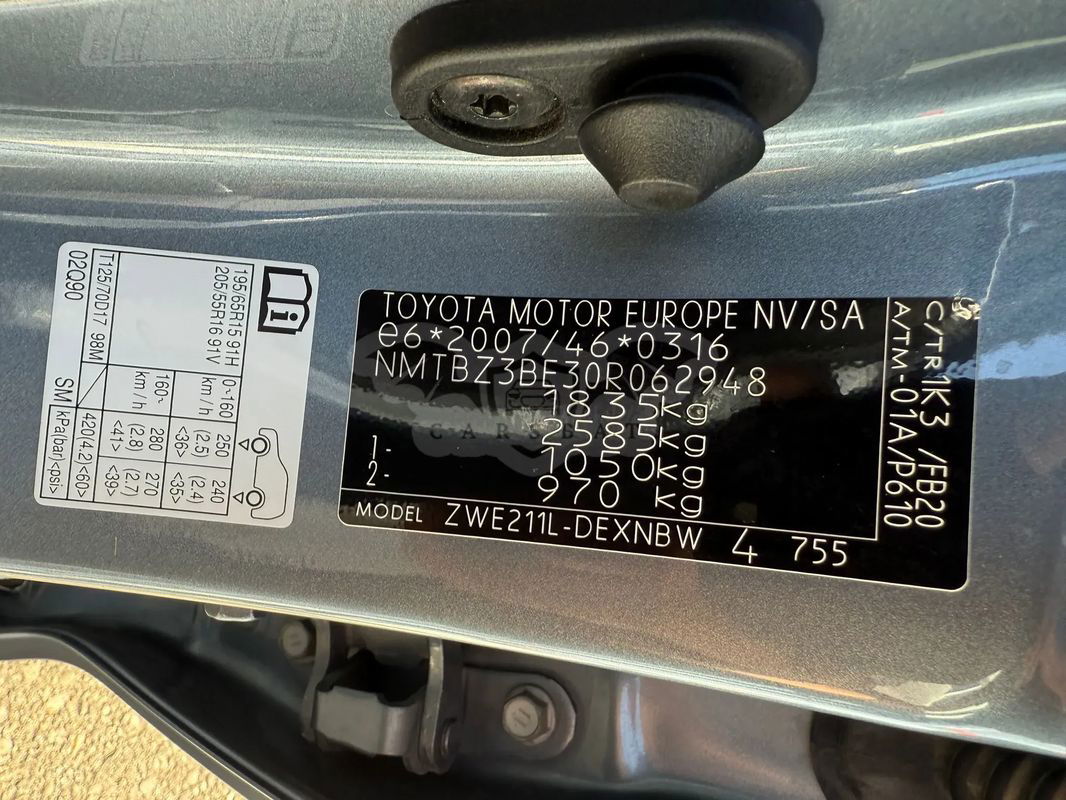 TOYOTA MOTOR EUROPE NV/SA
e6*2007/46*0316
NMTBZ3BE30R062948
1835kg
2585kg
1- 1050kg
2- 970 kg
MODEL ZWE211L-DEXNBW 4 755
C/TR1K3 /FB20
A/TM-01A/P610
195/65R15 91H
205/55R16 91V
0~160 km/h
250 (2.5) <36>
240 (2.4) <35>
160~ km/h
280 (2.8) <41>
270 (2.7) <39>
T125/70D17 98M
420(4.2)<60>
02Q90
SM
kPa(bar)<psi>
CARSBAT